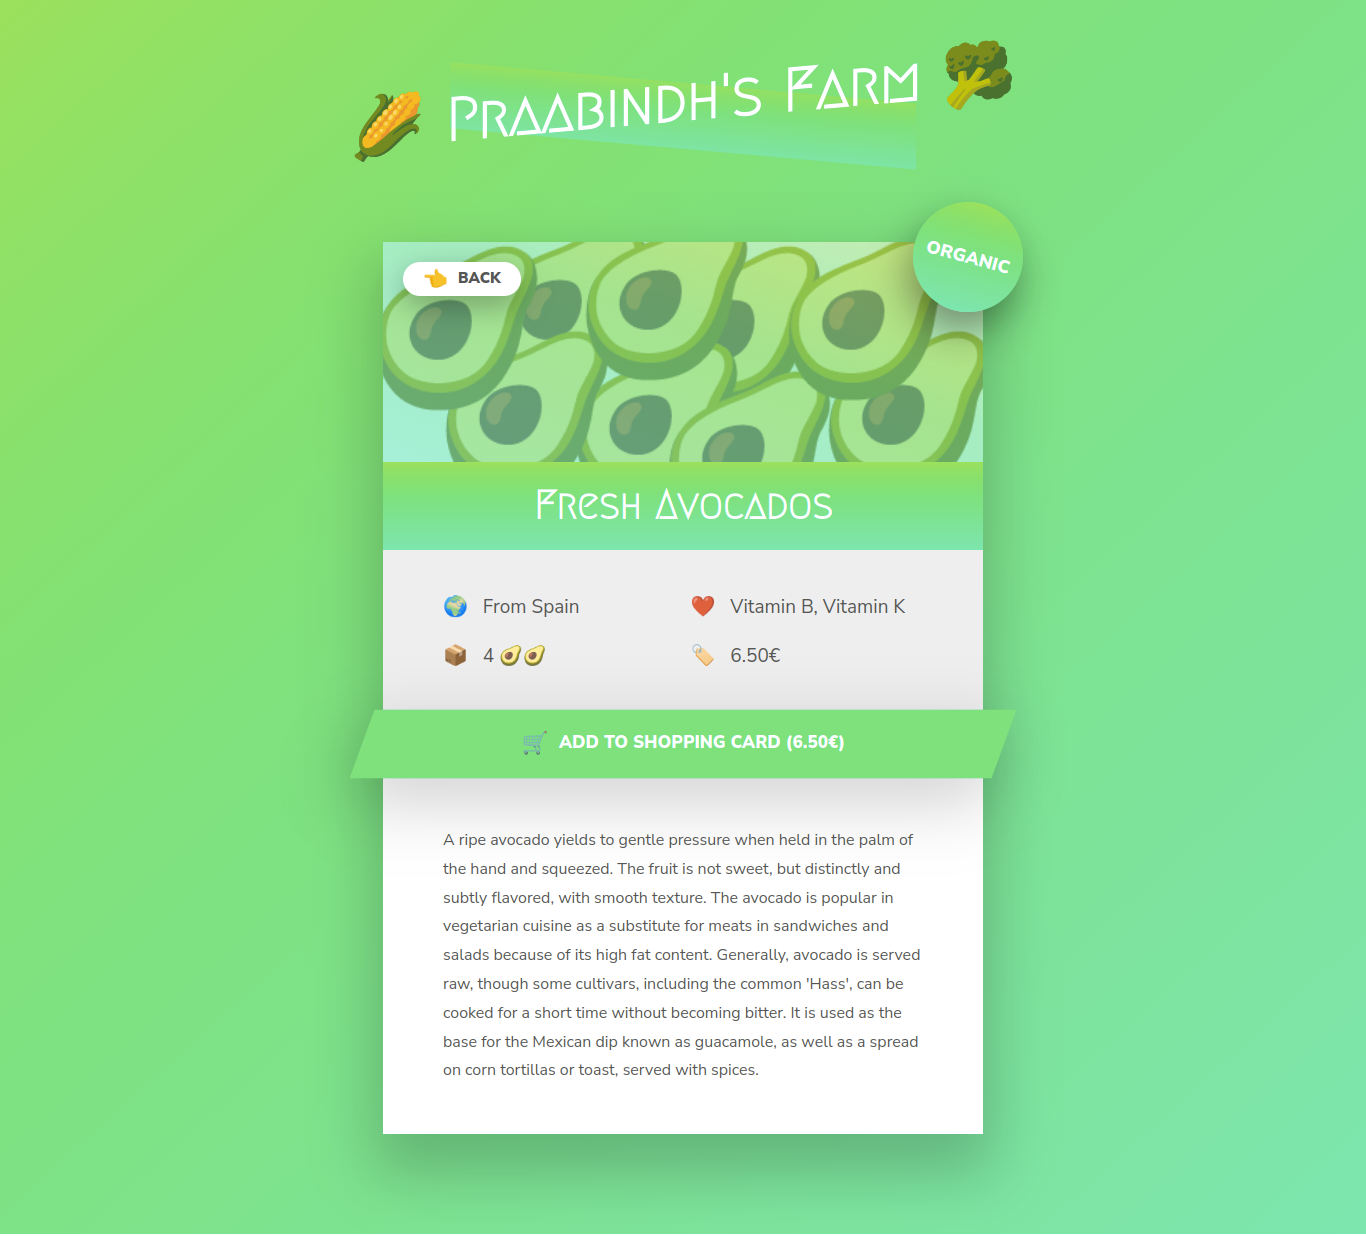 PRAABINDH'S FARM
ORGANIC
BACK
FReSH AVOCADOS
From Spain
Vitamin B, Vitamin K
4
6.50€
ADD TO SHOPPING CARD (6.50€)
A ripe avocado yields to gentle pressure when held in the palm of
the hand and squeezed. The fruit is not sweet, but distinctly and
subtly flavored, with smooth texture. The avocado is popular in
vegetarian cuisine as a substitute for meats in sandwiches and
salads because of its high fat content. Generally, avocado is served
raw, though some cultivars, including the common 'Hass', can be
cooked for a short time without becoming bitter. It is used as the
base for the Mexican dip known as guacamole, as well as a spread
on corn tortillas or toast, served with spices.